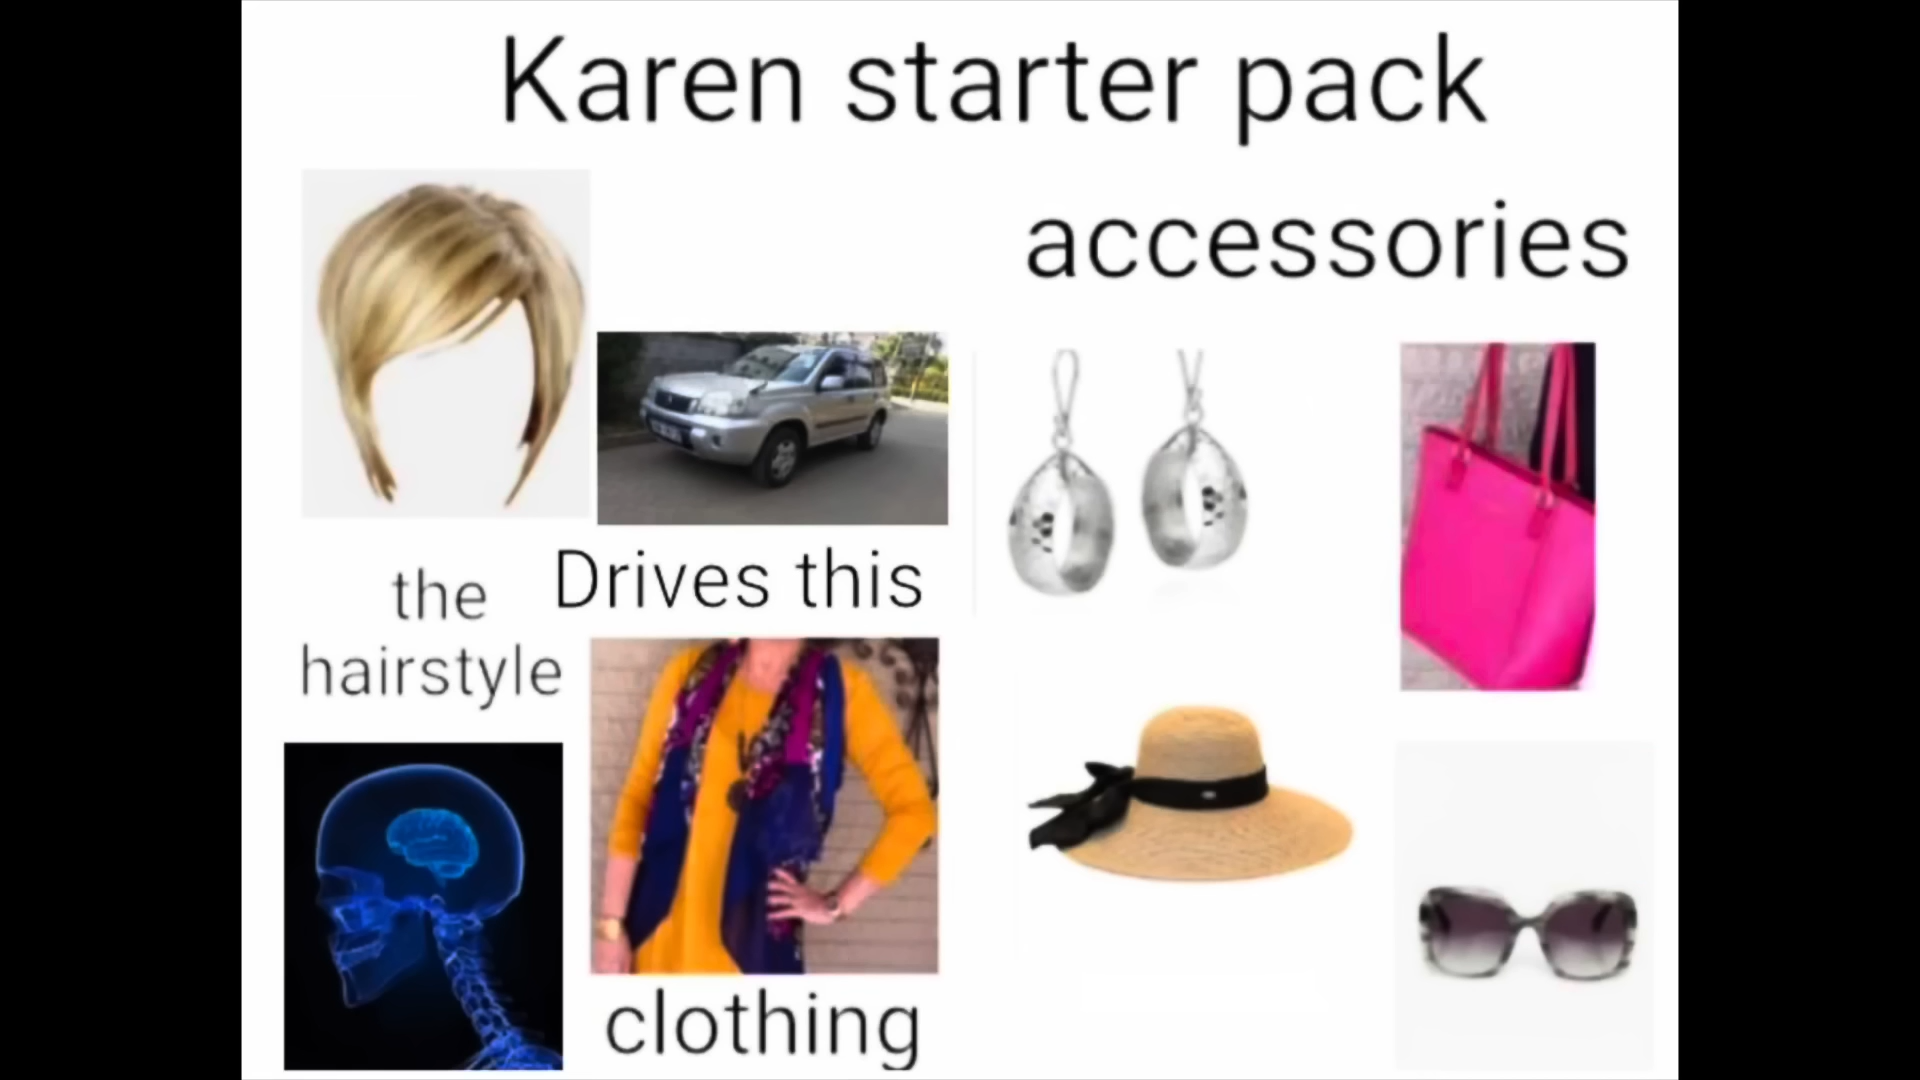 Karen starter pack
accessories
the
hairstyle
Drives this
clothing